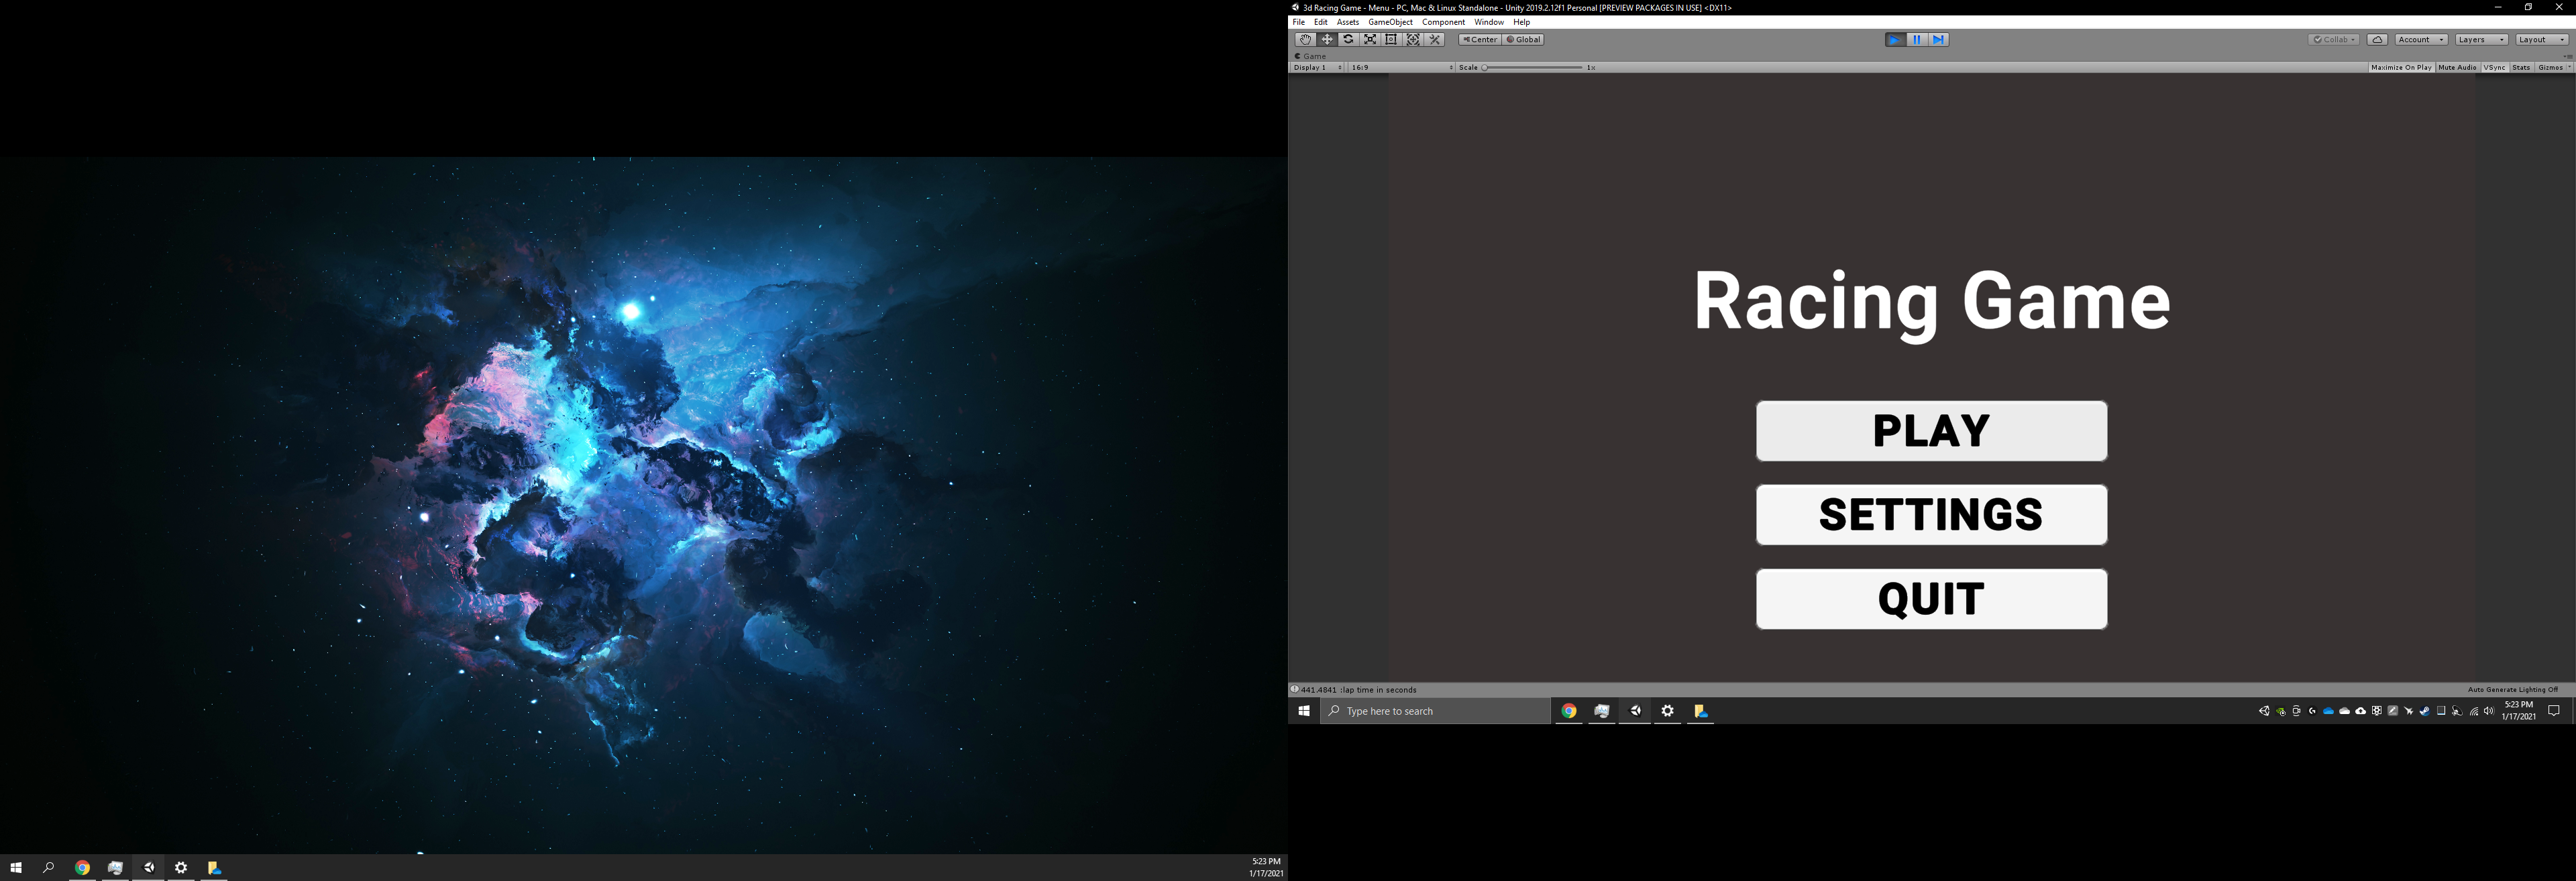 3d Racing Game - Menu - PC, Mac & Linux Standalone - Unity 2019.2.12f1 Personal [PREVIEW PACKAGES IN USE] <DX11>
File Edit Assets GameObject Component Window Help
Center Global Collab Account Layers Layout
Game
Display 1 16:9 Scale 1x Maximize On Play Mute Audio VSync Stats Gizmos
Racing Game
PLAY
SETTINGS
QUIT
441.4841 :lap time in seconds Auto Generate Lighting Off
Type here to search
5:23 PM
1/17/2021
5:23 PM
1/17/2021